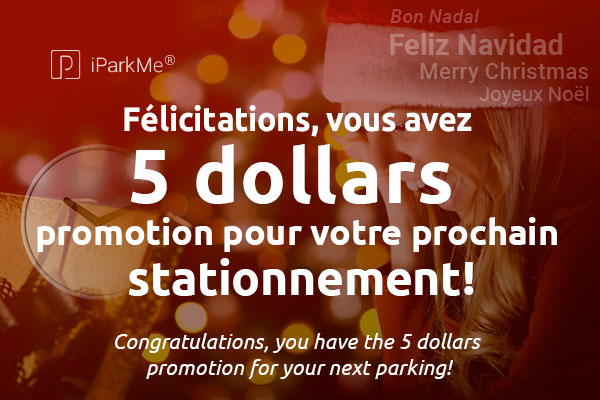 Bon Nadal
Feliz Navidad
Merry Christmas
Joyeux Noël
iParkMe®
Félicitations, vous avez
5 dollars
promotion pour votre prochain
stationnement!
Congratulations, you have the 5 dollars
promotion for your next parking!